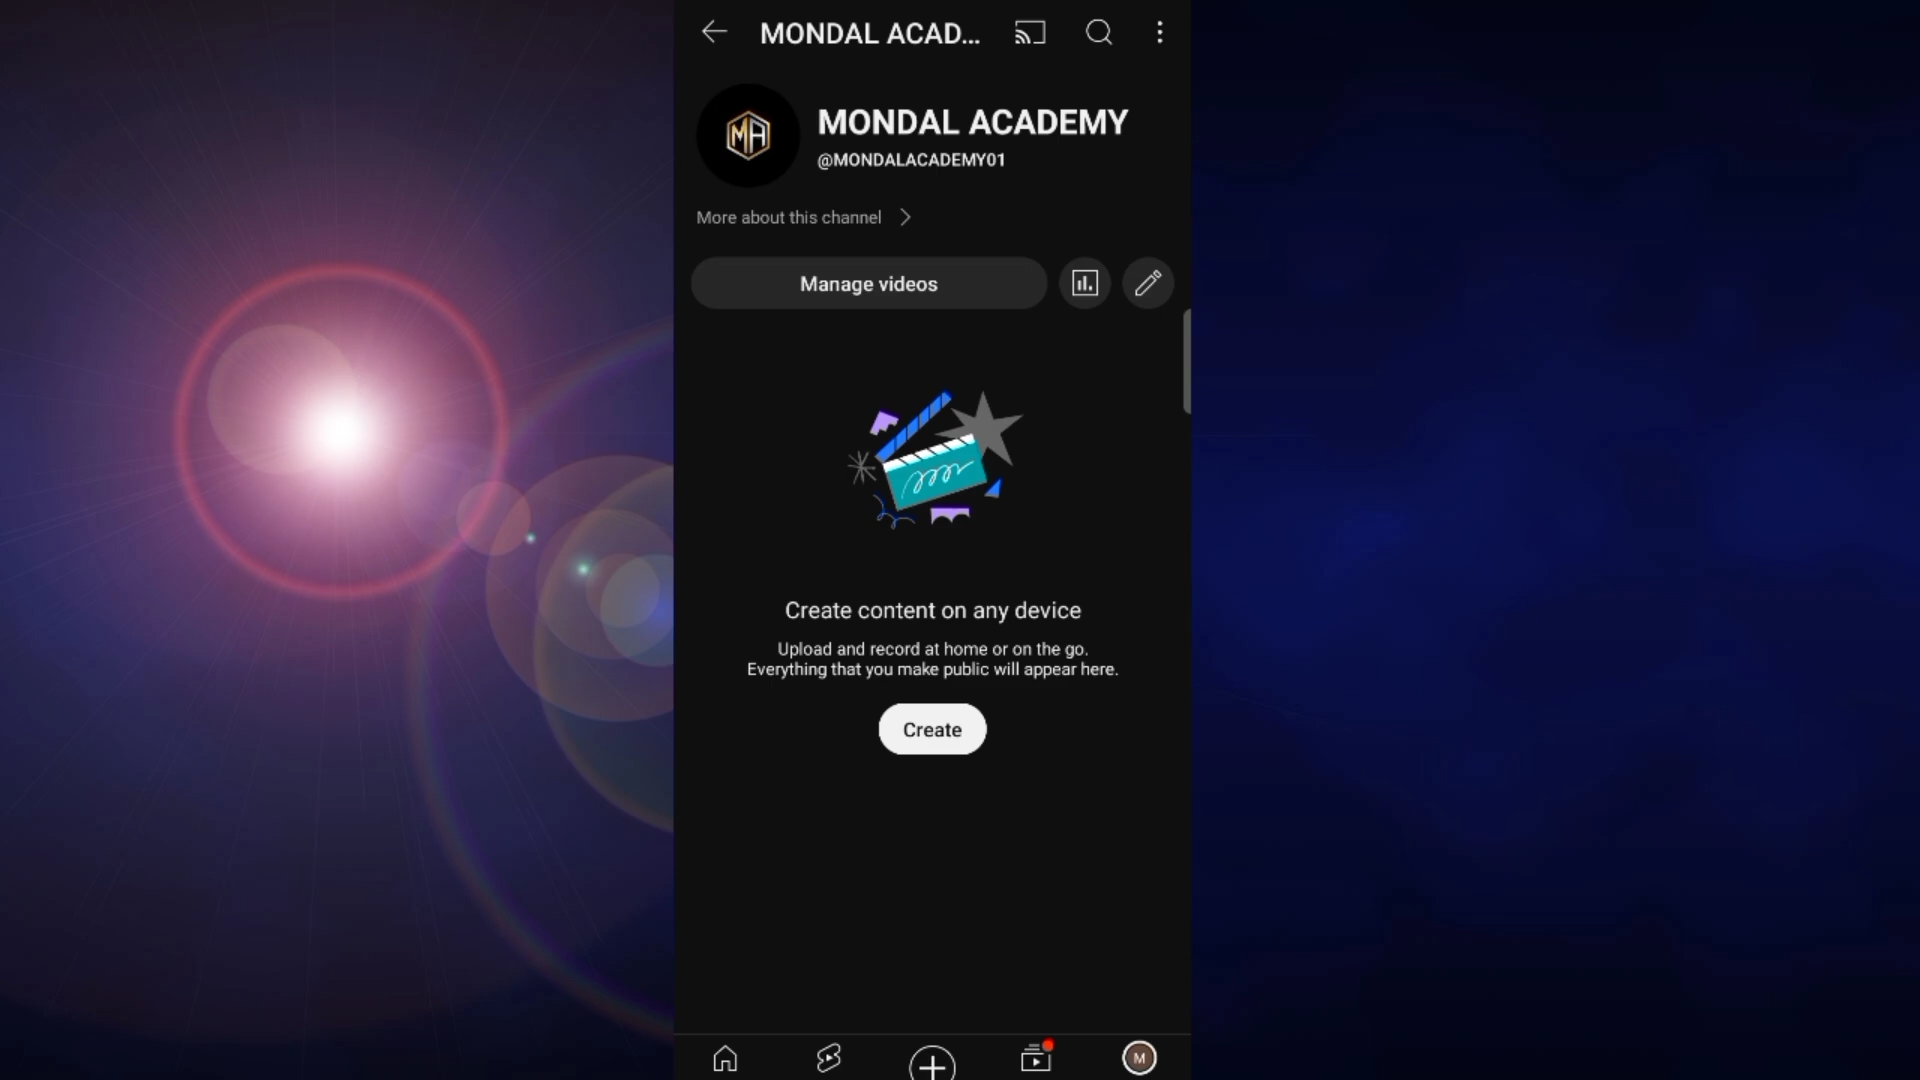 MONDAL ACAD...
MA
MONDAL ACADEMY
@MONDALACADEMY01
More about this channel
Manage videos
Create content on any device
Upload and record at home or on the go.
Everything that you make public will appear here.
Create
M